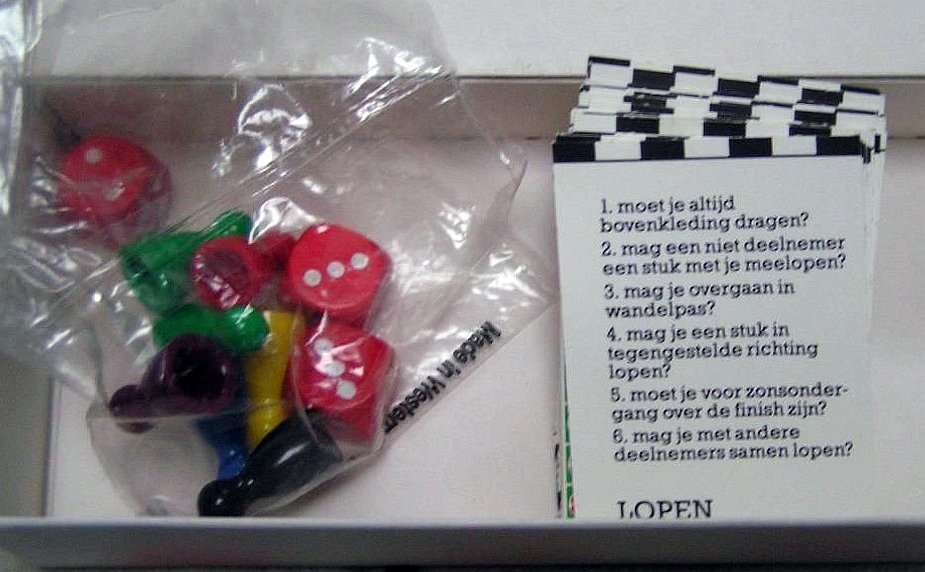 Made in Western
1. moet je altijd
bovenkleding dragen?
2. mag een niet deelnemer
een stuk met je meelopen?
3. mag je overgaan in
wandelpas?
4. mag je een stuk in
tegengestelde richting
lopen?
5. moet je voor zonsonder-
gang over de finish zijn?
6. mag je met andere
deelnemers samen lopen?
LOPEN